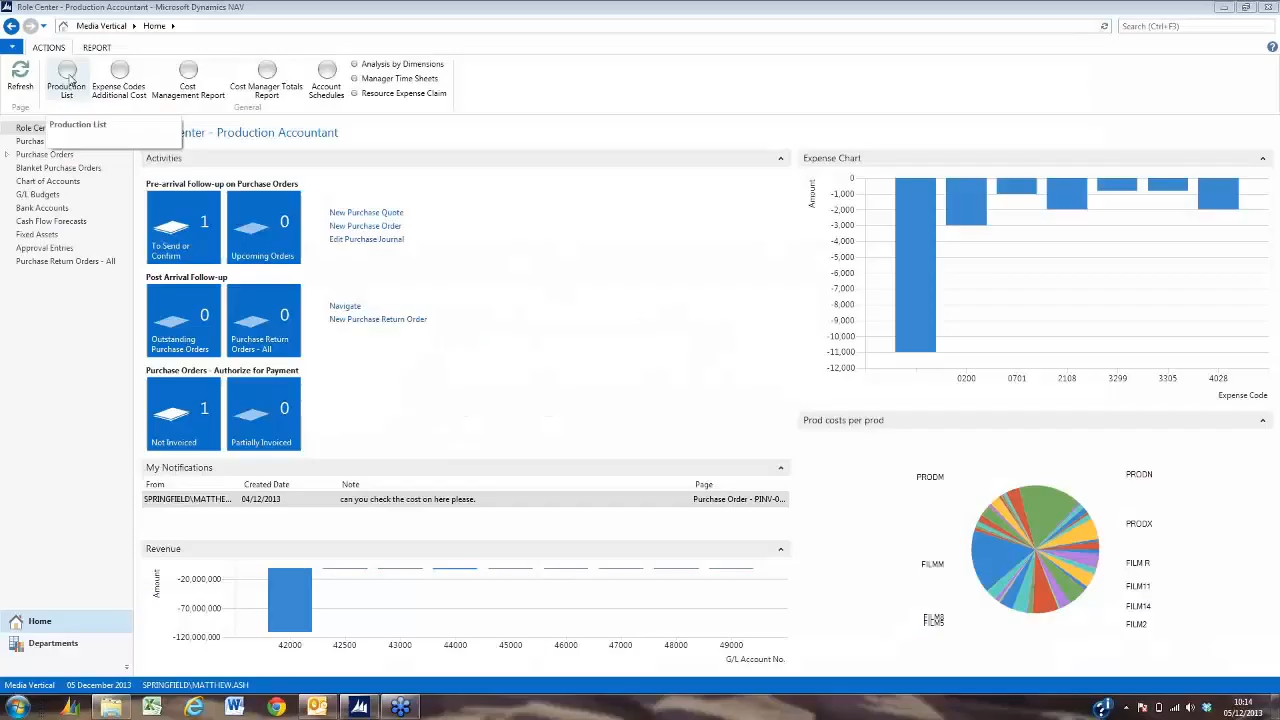 Role Center - Production Accountant - Microsoft Dynamics NAV
Media Vertical
Home
Search (Ctrl+F3)
ACTIONS
REPORT
Refresh
Production List
Expense Codes Additional Cost
Cost Management Report
Cost Manager Totals Report
Account Schedules
Analysis by Dimensions
Manager Time Sheets
Resource Expense Claim
Page
General
Production List
Role Cen
Purchas
Purchase Orders
Blanket Purchase Orders
Chart of Accounts
G/L Budgets
Bank Accounts
Cash Flow Forecasts
Fixed Assets
Approval Entries
Purchase Return Orders - All
Home
Departments
enter - Production Accountant
Activities
Pre-arrival Follow-up on Purchase Orders
1
To Send or
Confirm
0
Upcoming Orders
New Purchase Quote
New Purchase Order
Edit Purchase Journal
Post Arrival Follow-up
0
Outstanding
Purchase Orders
0
Purchase Return
Orders - All
Navigate
New Purchase Return Order
Purchase Orders - Authorize for Payment
1
Not Invoiced
0
Partially Invoiced
My Notifications
From Created Date Note Page
SPRINGFIELD\MATTHE... 04/12/2013 can you check the cost on here please. Purchase Order - PINV-0...
Revenue
Amount
-20,000,000
-70,000,000
-120,000,000
42000 42500 43400 44000 45000 46000 47000 48000 49000
G/L Account No.
Expense Chart
Amount
0
-1,000
-2,000
-3,000
-4,000
-5,000
-6,000
-7,000
-8,000
-9,000
-10,000
-11,000
-12,000
0200 0701 2108 3299 3305 4028
Expense Code
Prod costs per prod
PRODM
PRODN
PRODX
FILMM
FILM R
FILM11
FILM14
FILM8
FILM5
FILM2
Media Vertical 05 December 2013 SPRINGFIELD\MATTHEW.ASH
10:14
05/12/2013